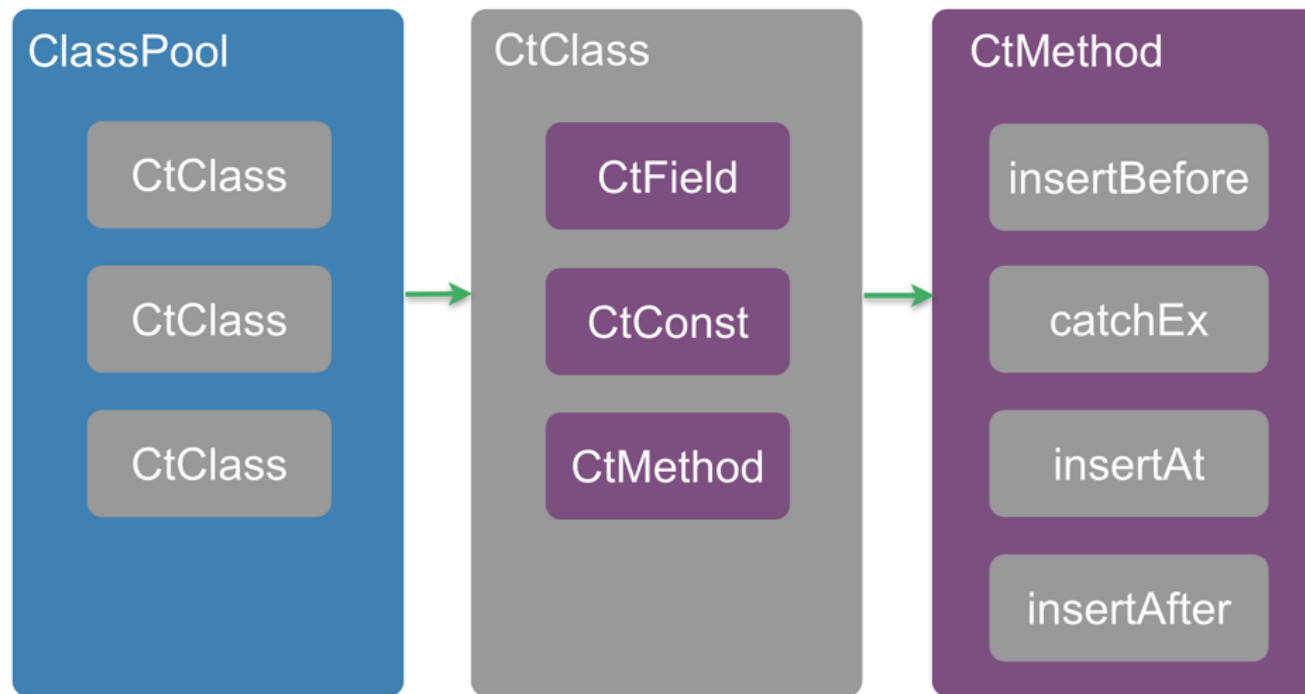 ClassPool
CtClass
CtClass
CtClass
CtClass
CtField
CtConst
CtMethod
CtMethod
insertBefore
catchEx
insertAt
insertAfter